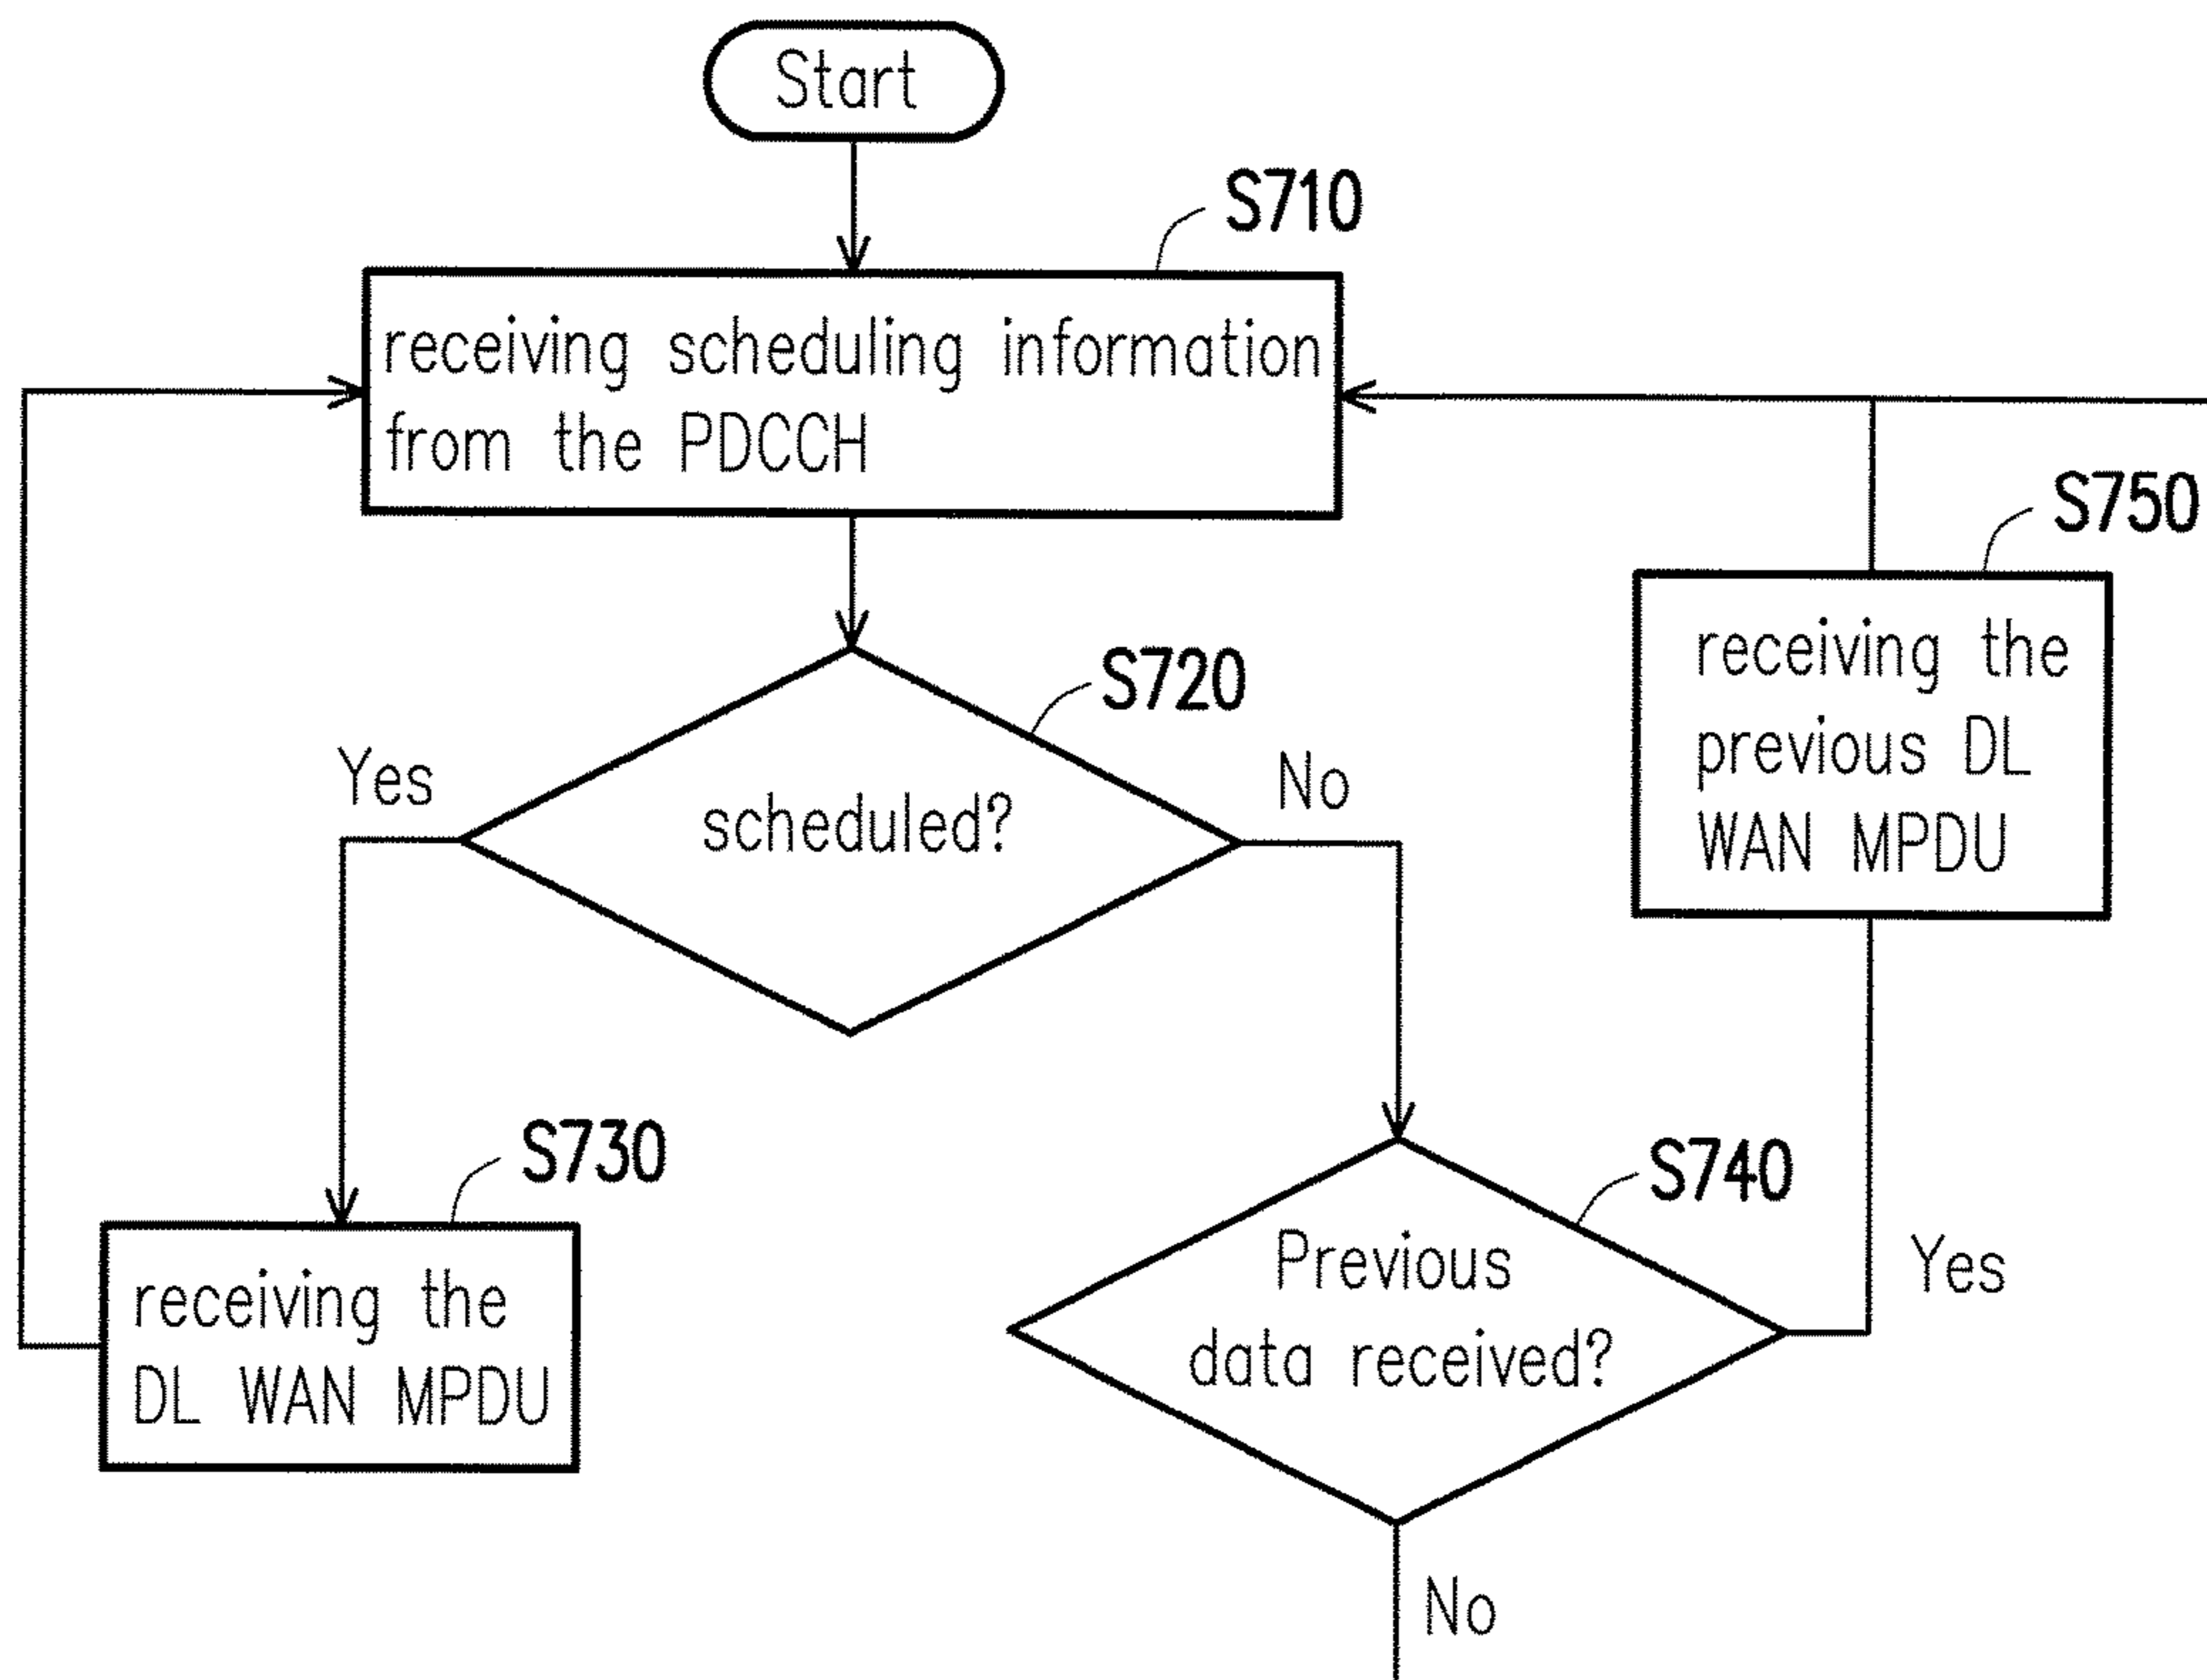 Start
S710
receiving scheduling information
from the PDCCH
S750
receiving the
previous DL
WAN MPDU
S720
Yes
scheduled?
No
S730
receiving the
DL WAN MPDU
S740
Previous
data received?
Yes
No